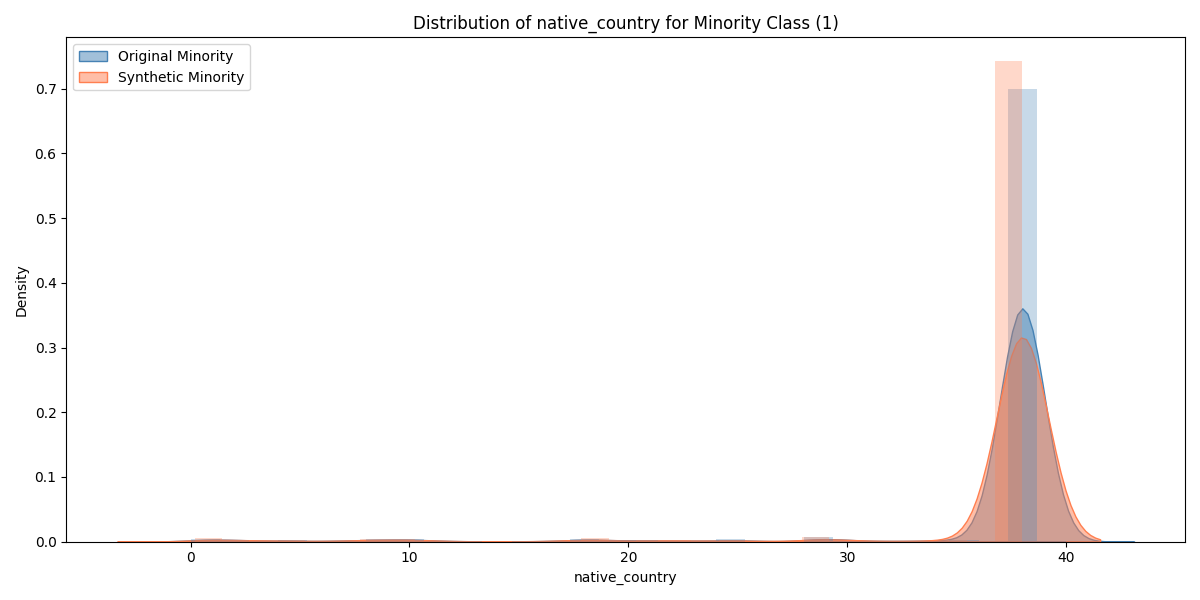 Distribution of native_country for Minority Class (1)
Original Minority
Synthetic Minority
Density
0.7
0.6
0.5
0.4
0.3
0.2
0.1
0.0
0 10 20 30 40
native_country